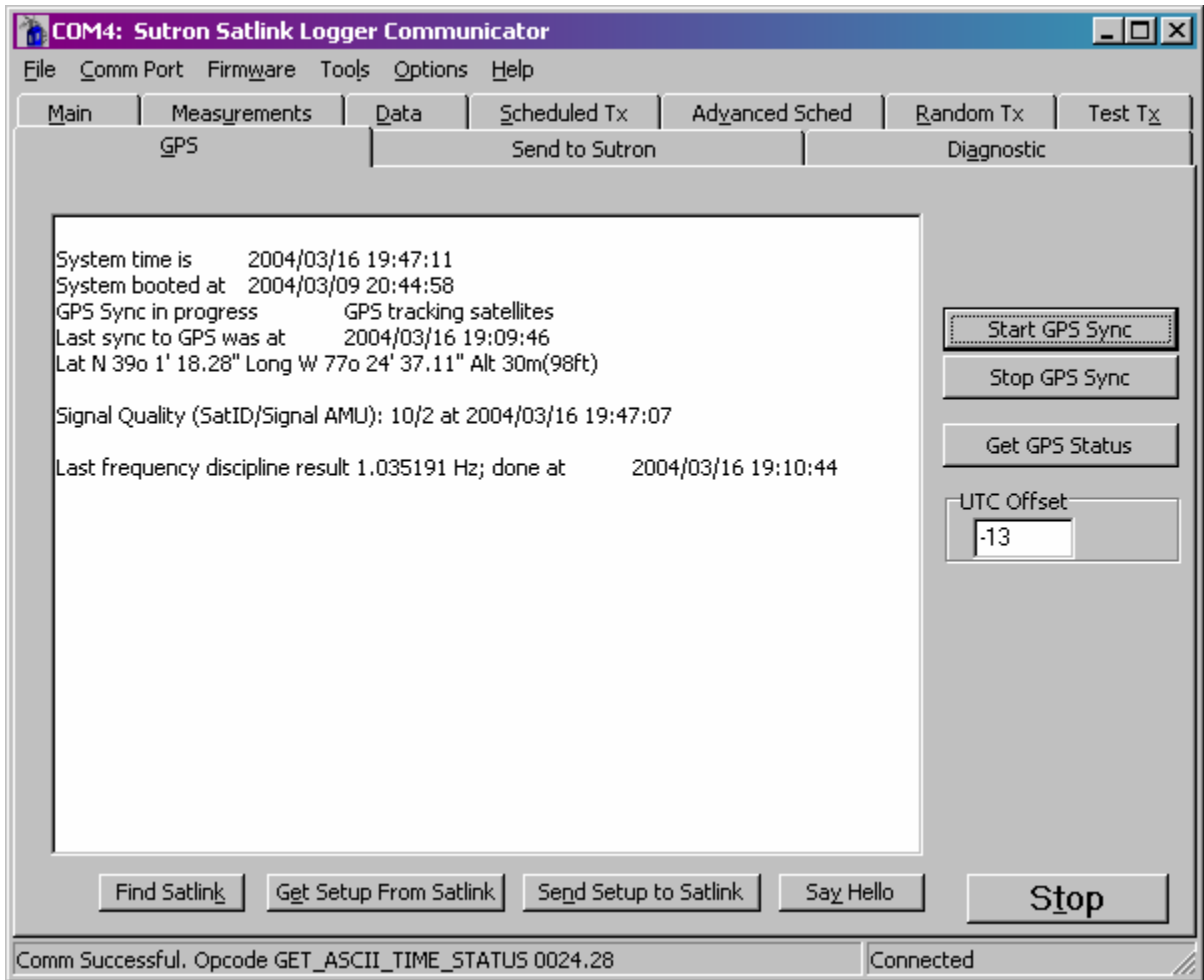 COM4: Sutron Satlink Logger Communicator
File Comm Port Firmware Tools Options Help
Main Measurements Data Scheduled Tx Advanced Sched Random Tx Test Tx
GPS Send to Sutron Diagnostic
System time is 2004/03/16 19:47:11
System booted at 2004/03/09 20:44:58
GPS Sync in progress GPS tracking satellites
Last sync to GPS was at 2004/03/16 19:09:46
Lat N 39o 1' 18.28" Long W 77o 24' 37.11" Alt 30m(98ft)
Signal Quality (SatID/Signal AMU): 10/2 at 2004/03/16 19:47:07
Last frequency discipline result 1.035191 Hz; done at 2004/03/16 19:10:44
Start GPS Sync
Stop GPS Sync
Get GPS Status
UTC Offset
-13
Find Satlink Get Setup From Satlink Send Setup to Satlink Say Hello Stop
Comm Successful. Opcode GET_ASCII_TIME_STATUS 0024.28 Connected